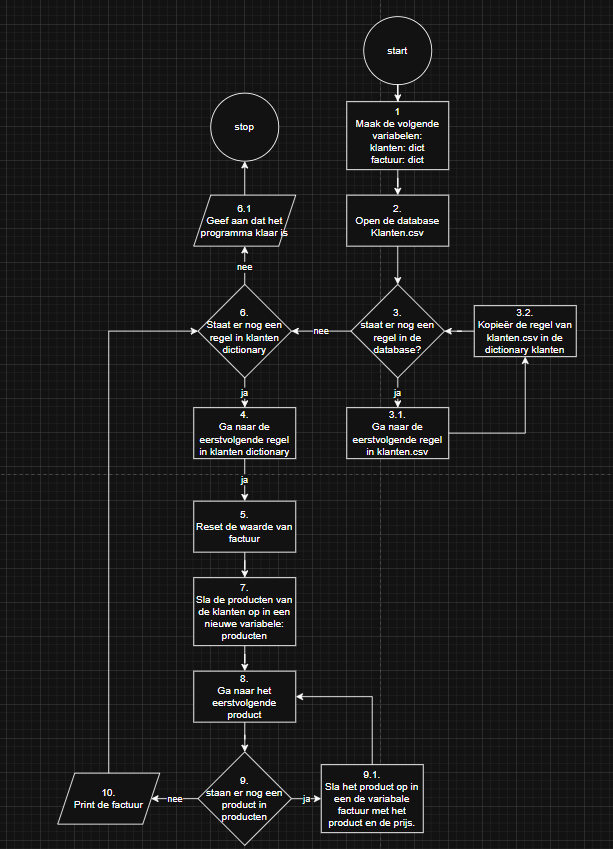 start
1
Maak de volgende
variabelen:
klanten: dict
factuur: dict
stop
6.1
Geef aan dat het
programma klaar is
2.
Open de database
Klanten.csv
nee
6.
Staat er nog een
regel in klanten
dictionary
nee
3.
staat er nog een
regel in de
database?
3.2.
Kopieër de regel van
klanten.csv in de
dictionary klanten
ja
ja
4.
Ga naar de
eerstvolgende regel
in klanten dictionary
3.1.
Ga naar de
eerstvolgende regel
in klanten.csv
ja
5.
Reset de waarde van
factuur
7.
Sla de producten van
de klanten op in een
nieuwe variabele:
producten
8.
Ga naar het
eerstvolgende
product
10.
Print de factuur
nee
9.
staan er nog een
product in
producten
ja
9.1.
Sla het product op in
een de variabale
factuur met het
product en de prijs.